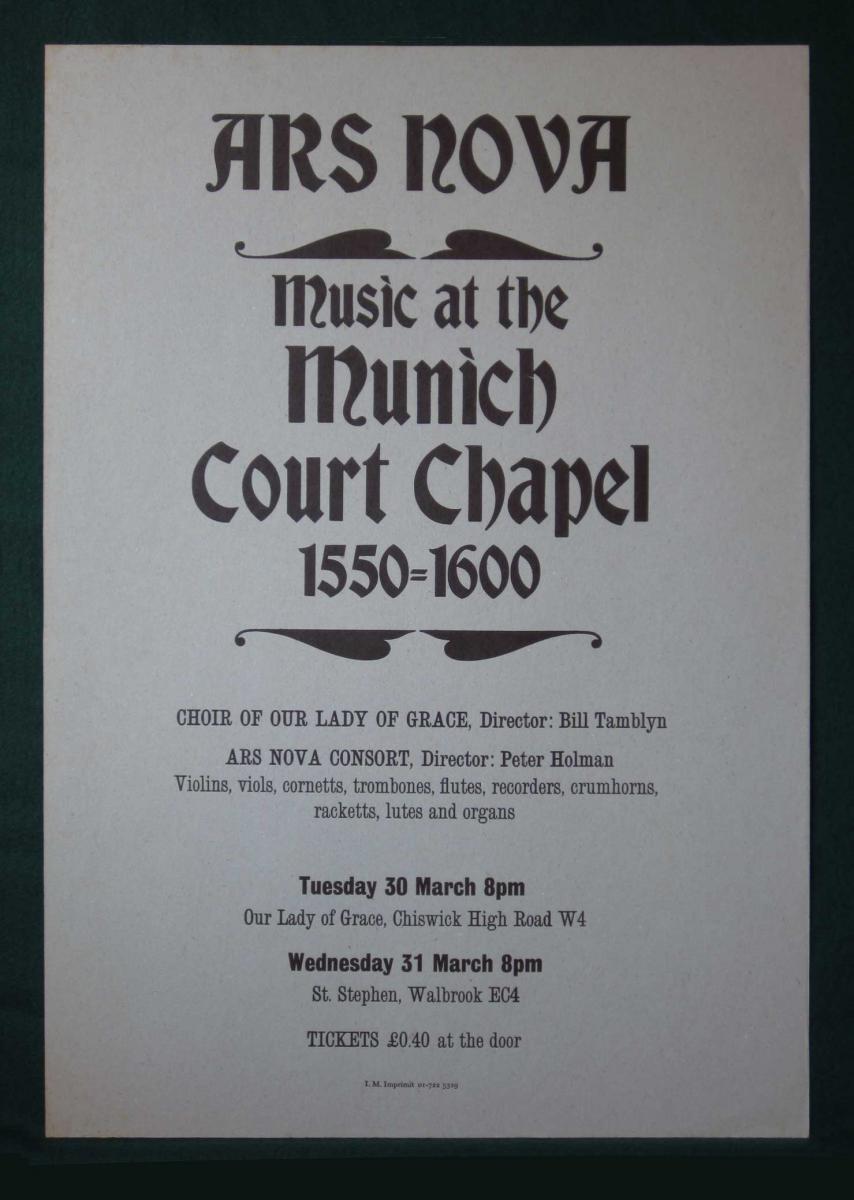 ARS NOVA
Music at the
Munich
Court Chapel
1550=1600
CHOIR OF OUR LADY OF GRACE, Director: Bill Tamblyn
ARS NOVA CONSORT, Director: Peter Holman
Violins, viols, cornetts, trombones, flutes, recorders, crumhorns,
racketts, lutes and organs
Tuesday 30 March 8pm
Our Lady of Grace, Chiswick High Road W4
Wednesday 31 March 8pm
St. Stephen, Walbrook EC4
TICKETS £0.40 at the door
I. M. Imprimit 01-722 5329